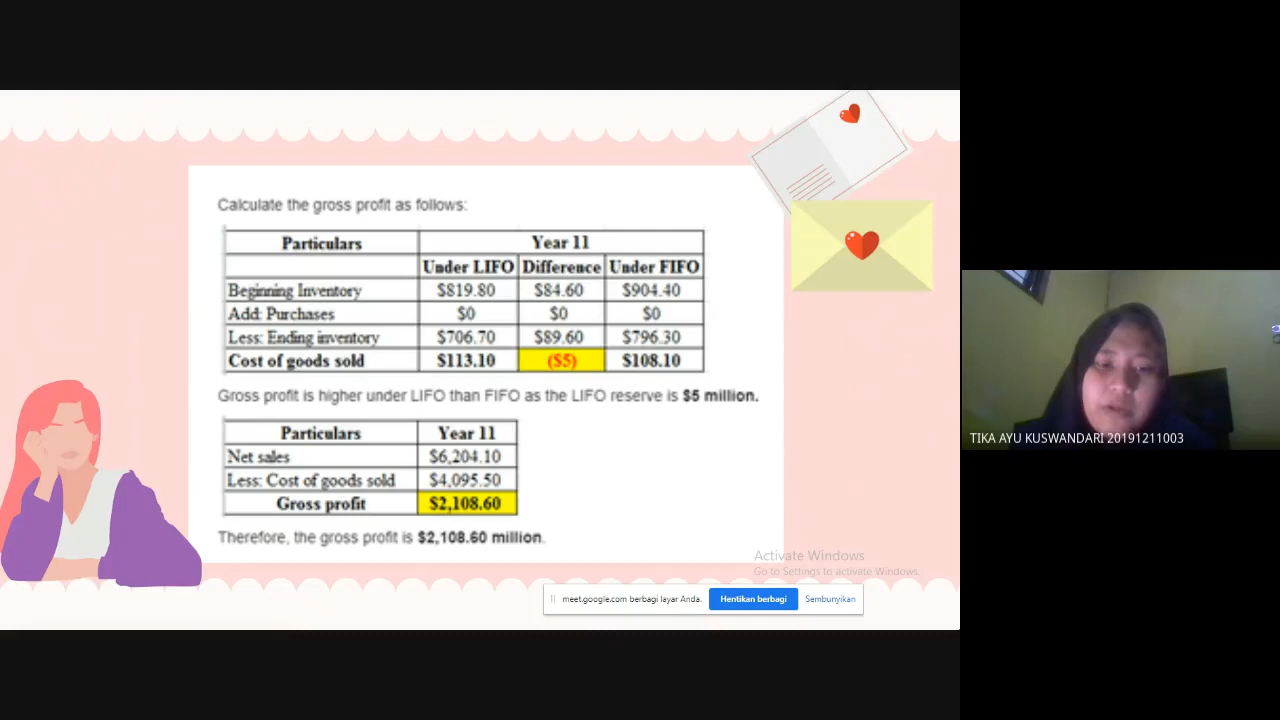 Calculate the gross profit as follows:
Particulars Year 11
Under LIFO Difference Under FIFO
Beginning Inventory $819.80 $84.60 $904.40
Add: Purchases $0 $0 $0
Less: Ending inventory $706.70 $89.60 $796.30
Cost of goods sold $113.10 ($5) $108.10
Gross profit is higher under LIFO than FIFO as the LIFO reserve is $5 million.
Particulars Year 11
Net sales $6,204.10
Less: Cost of goods sold $4,095.50
Gross profit $2,108.60
Therefore, the gross profit is $2,108.60 million.
Activate Windows
Go to Settings to activate Windows.
meet.google.com berbagi layar Anda. Hentikan berbagi Sembunyikan
TIKA AYU KUSWANDARI 20191211003